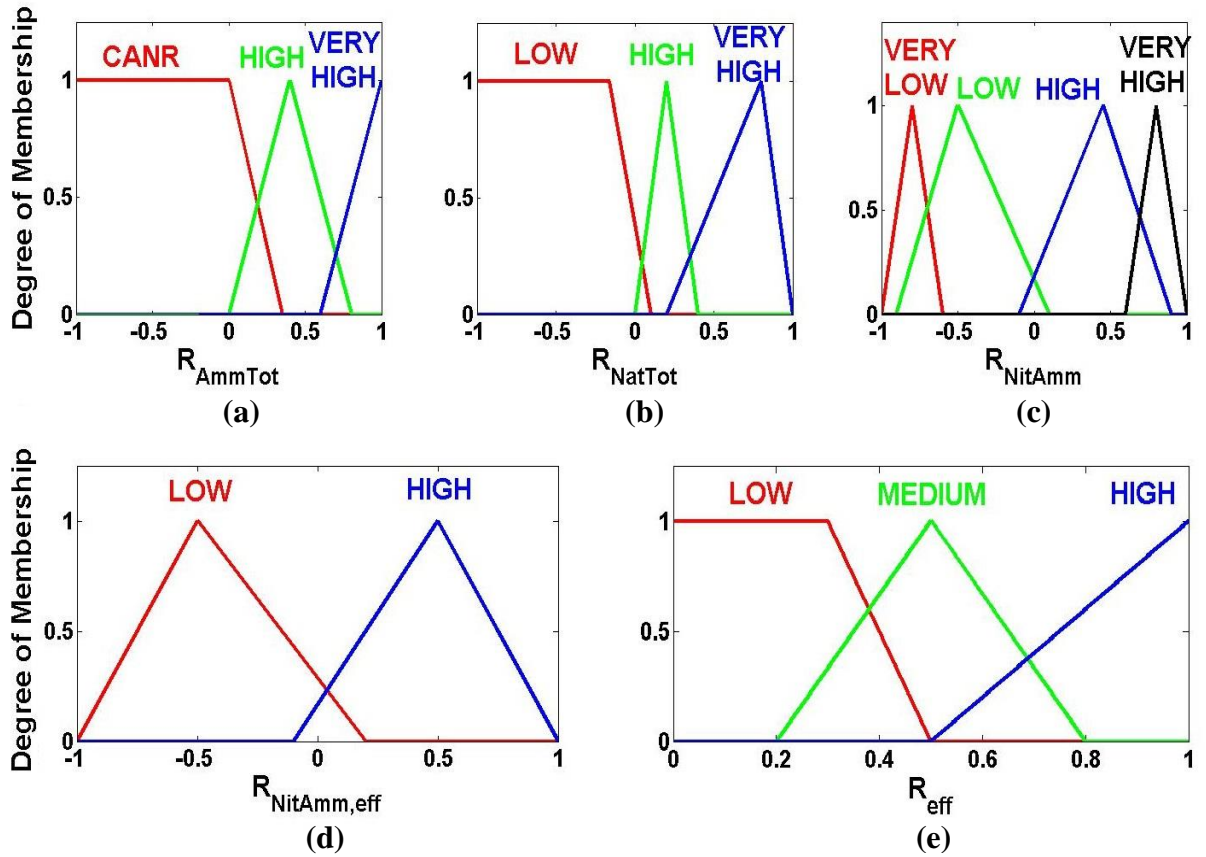 Degree of Membership
CANR
HIGH
VERY
HIGH
1
0.5
0
-1
-0.5
0
0.5
1
R_AmmTot
(a)
LOW
HIGH
VERY
HIGH
1
0.5
0
-1
-0.5
0
0.5
1
R_NatTot
(b)
VERY
LOW
LOW
HIGH
VERY
HIGH
1
0.5
0
-1
-0.5
0
0.5
1
R_NitAmm
(c)
Degree of Membership
LOW
HIGH
1
0.5
0
-1
-0.5
0
0.5
1
R_NitAmm,eff
(d)
LOW
MEDIUM
HIGH
1
0.5
0
0
0.2
0.4
0.6
0.8
1
R_eff
(e)